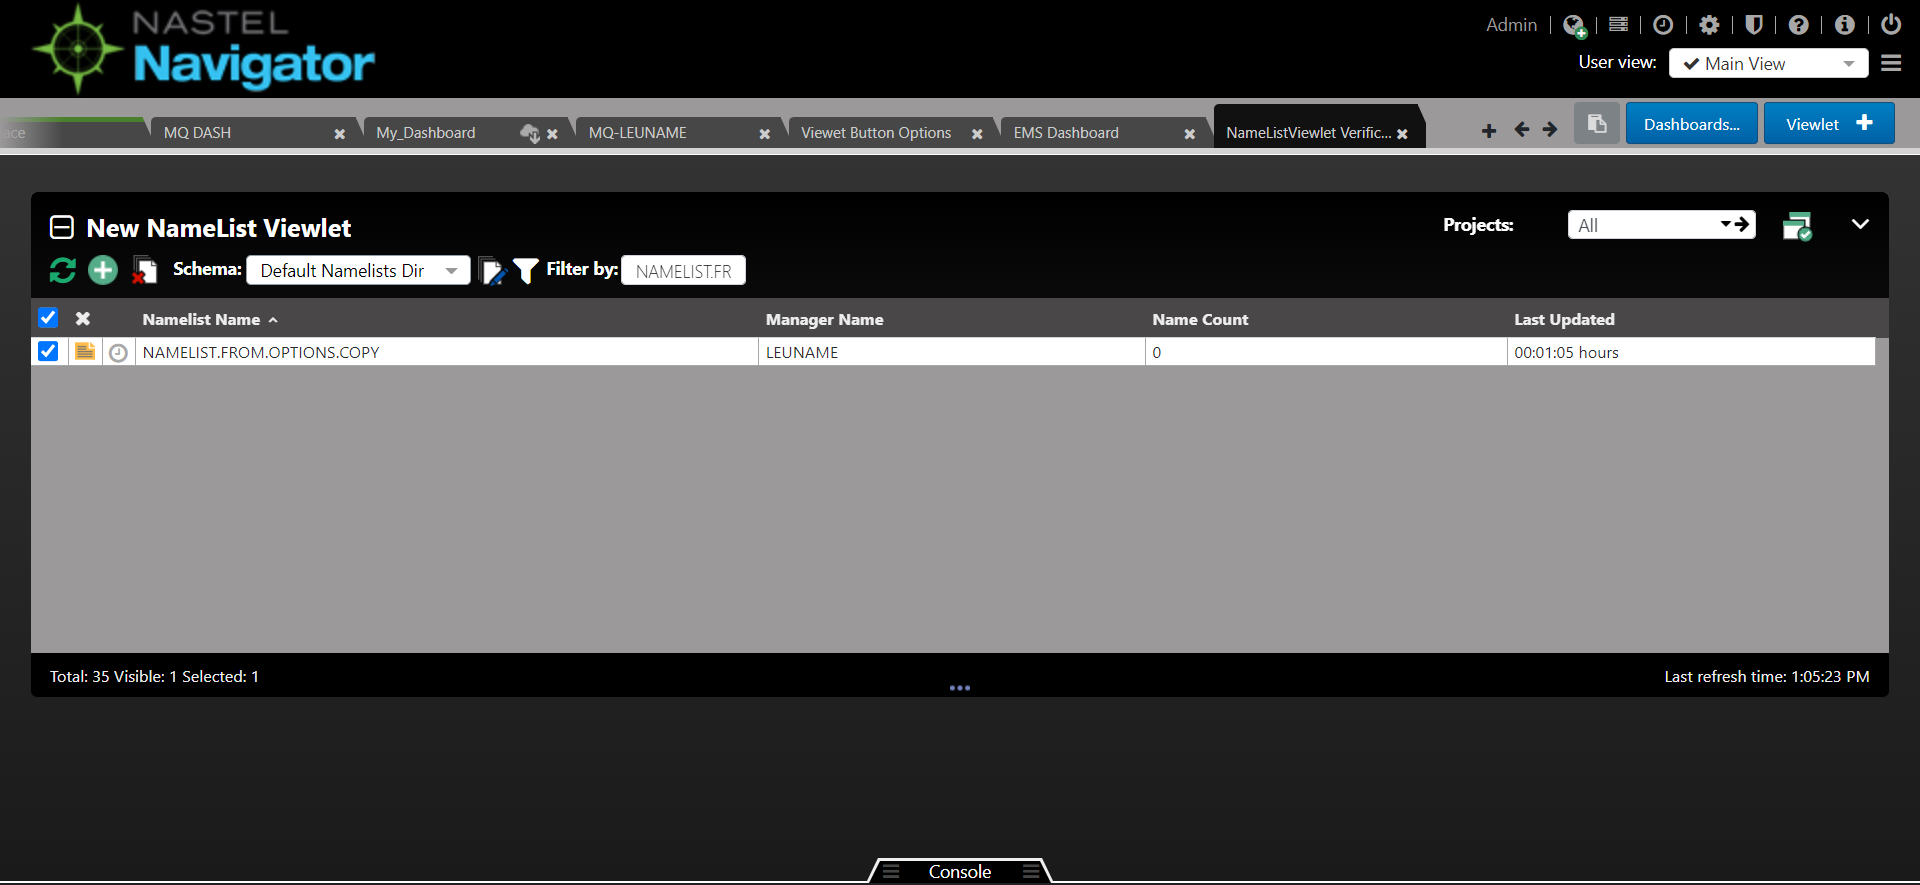 NASTEL
Navigator
Admin
User view: Main View
ace
MQ DASH
My_Dashboard
MQ-LEUNAME
Viewet Button Options
EMS Dashboard
NameListViewlet Verific...
Dashboards...
Viewlet
New NameList Viewlet
Projects: All
Schema: Default Namelists Dir Filter by: NAMELIST.FR
Namelist Name Manager Name Name Count Last Updated
NAMELIST.FROM.OPTIONS.COPY LEUNAME 0 00:01:05 hours
Total: 35 Visible: 1 Selected: 1
Last refresh time: 1:05:23 PM
Console